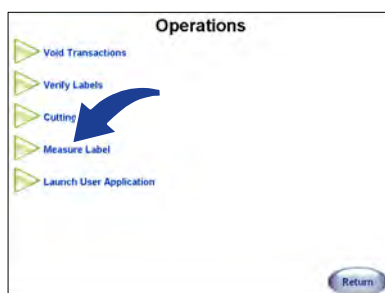 Operations
Void Transactions
Verify Labels
Cutting
Measure Label
Launch User Application
Return